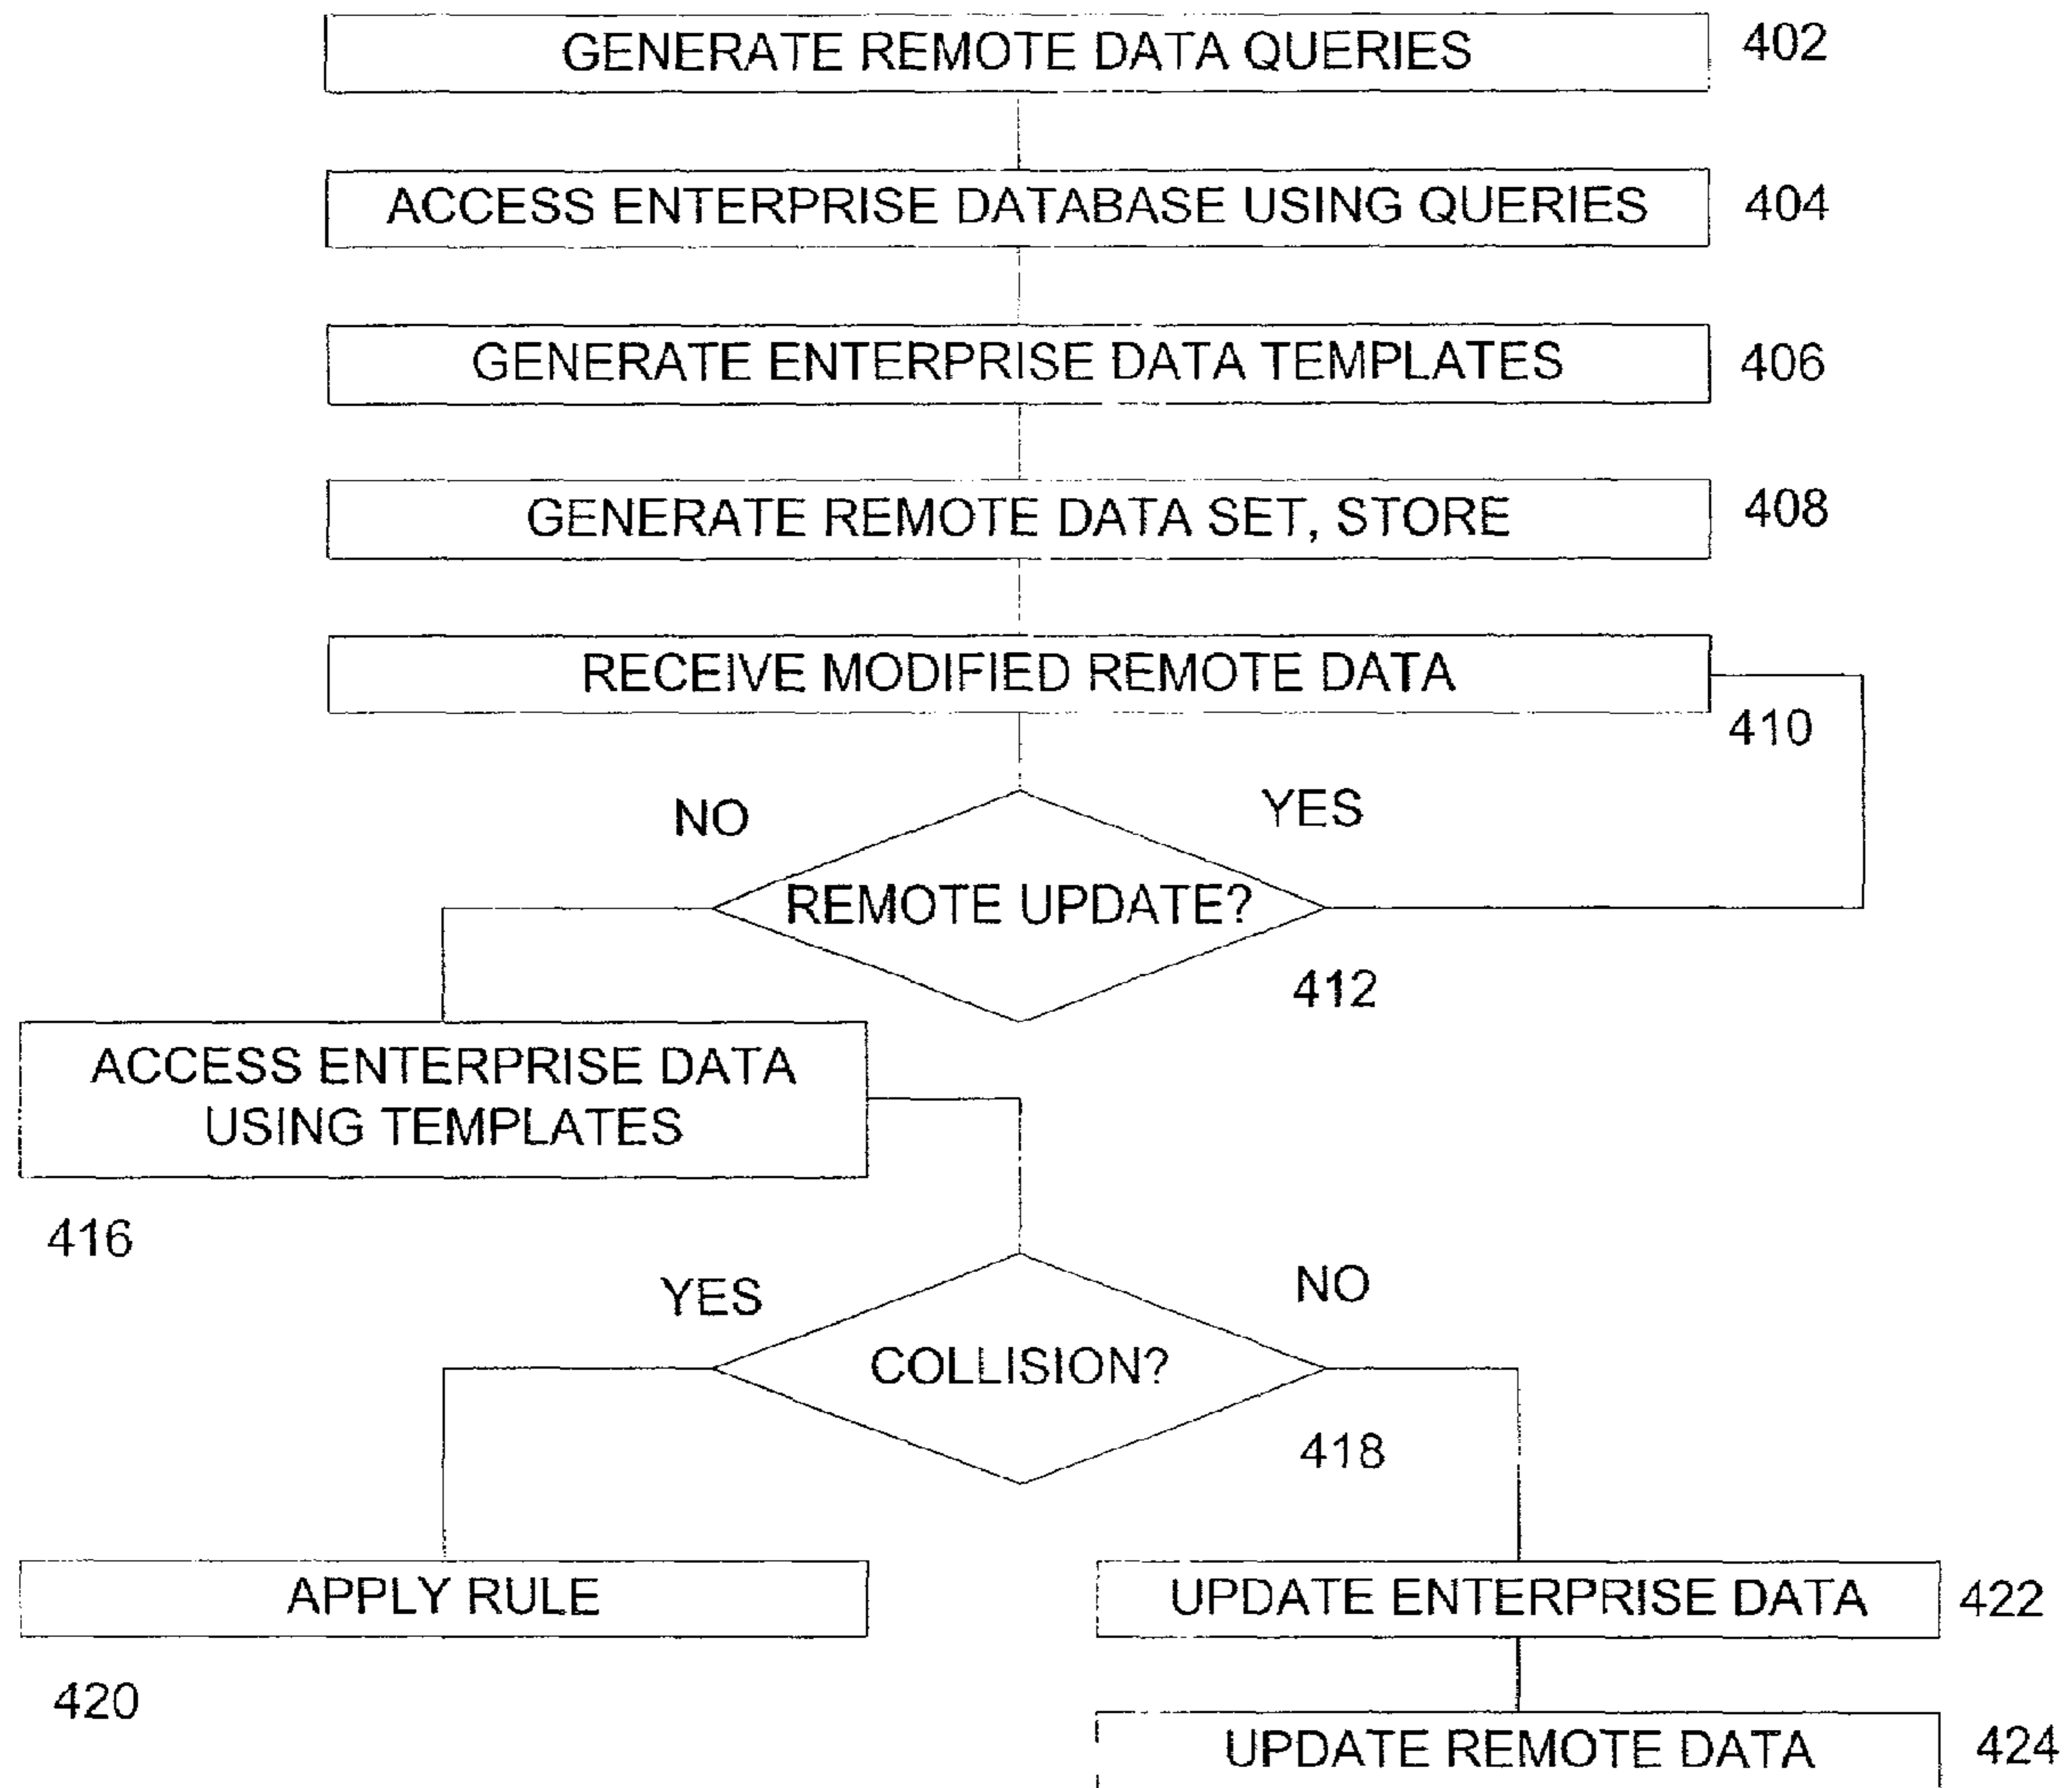 GENERATE REMOTE DATA QUERIES
402
ACCESS ENTERPRISE DATABASE USING QUERIES
404
GENERATE ENTERPRISE DATA TEMPLATES
406
GENERATE REMOTE DATA SET, STORE
408
RECEIVE MODIFIED REMOTE DATA
410
NO
YES
REMOTE UPDATE?
412
ACCESS ENTERPRISE DATA
USING TEMPLATES
416
YES
NO
COLLISION?
418
APPLY RULE
420
UPDATE ENTERPRISE DATA
422
UPDATE REMOTE DATA
424